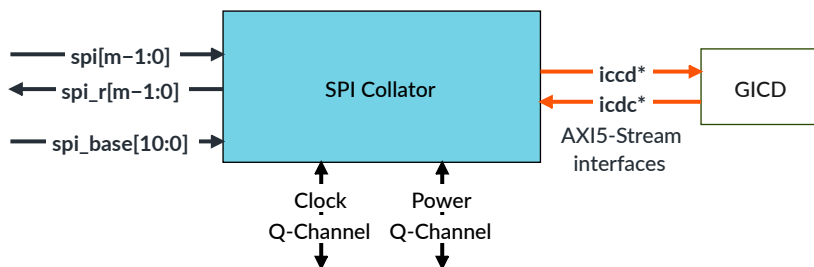 spi[m−1:0]
spi_r[m−1:0]
spi_base[10:0]
SPI Collator
iccd*
icdc*
AXI5-Stream
interfaces
GICD
Clock
Q-Channel
Power
Q-Channel